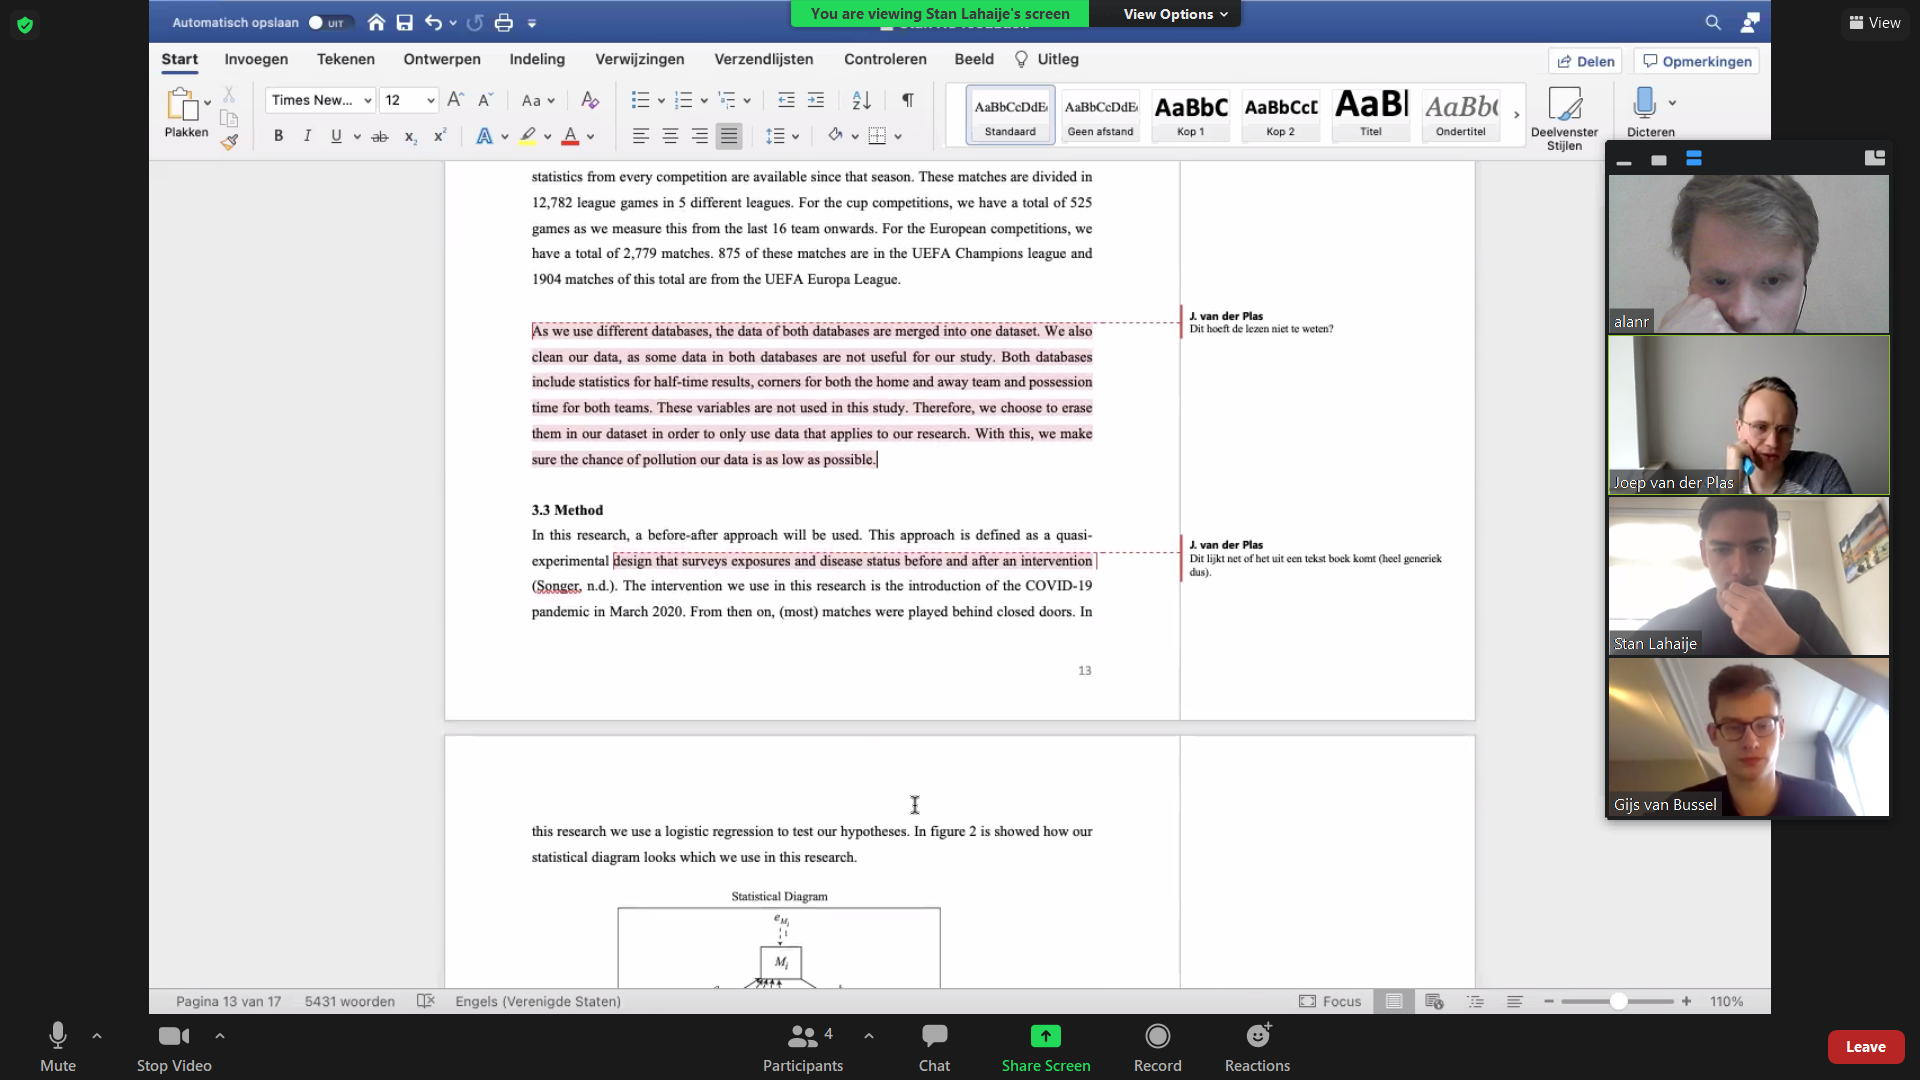 You are viewing Stan Lahaije's screen
View Options
View
Automatisch opslaan UIT
Start Invoegen Tekenen Ontwerpen Indeling Verwijzingen Verzendlijsten Controleren Beeld Uitleg
Delen Opmerkingen
Times New... 12
Plakken
AaBbCcDdE AaBbCcDdE AaBbC AaBbCcD AaBl AaBb
Standaard Geen afstand Kop 1 Kop 2 Titel Ondertitel
Deelvenster Stijlen
Dicteren
statistics from every competition are available since that season. These matches are divided in
12,782 league games in 5 different leagues. For the cup competitions, we have a total of 525
games as we measure this from the last 16 team onwards. For the European competitions, we
have a total of 2,779 matches. 875 of these matches are in the UEFA Champions league and
1904 matches of this total are from the UEFA Europa League.
As we use different databases, the data of both databases are merged into one dataset. We also
clean our data, as some data in both databases are not useful for our study. Both databases
include statistics for half-time results, corners for both the home and away team and possession
time for both teams. These variables are not used in this study. Therefore, we choose to erase
them in our dataset in order to only use data that applies to our research. With this, we make
sure the chance of pollution our data is as low as possible.
J. van der Plas
Dit hoeft de lezen niet te weten?
3.3 Method
In this research, a before-after approach will be used. This approach is defined as a quasi-
experimental design that surveys exposures and disease status before and after an intervention
(Songer, n.d.). The intervention we use in this research is the introduction of the COVID-19
pandemic in March 2020. From then on, (most) matches were played behind closed doors. In
J. van der Plas
Dit lijkt net of het uit een tekst boek komt (heel generiek
dus).
13
this research we use a logistic regression to test our hypotheses. In figure 2 is showed how our
statistical diagram looks which we use in this research.
Statistical Diagram
eMi
1
Mi
alanr
Joep van der Plas
Stan Lahaije
Gijs van Bussel
Pagina 13 van 17 5431 woorden Engels (Verenigde Staten) Focus 110%
Mute Stop Video Participants 4 Chat Share Screen Record Reactions Leave